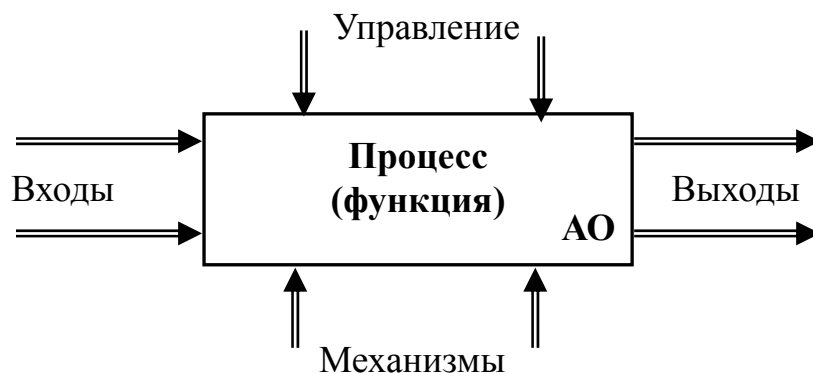 Управление
Процесс
(функция)
Входы
Выходы
АО
Механизмы